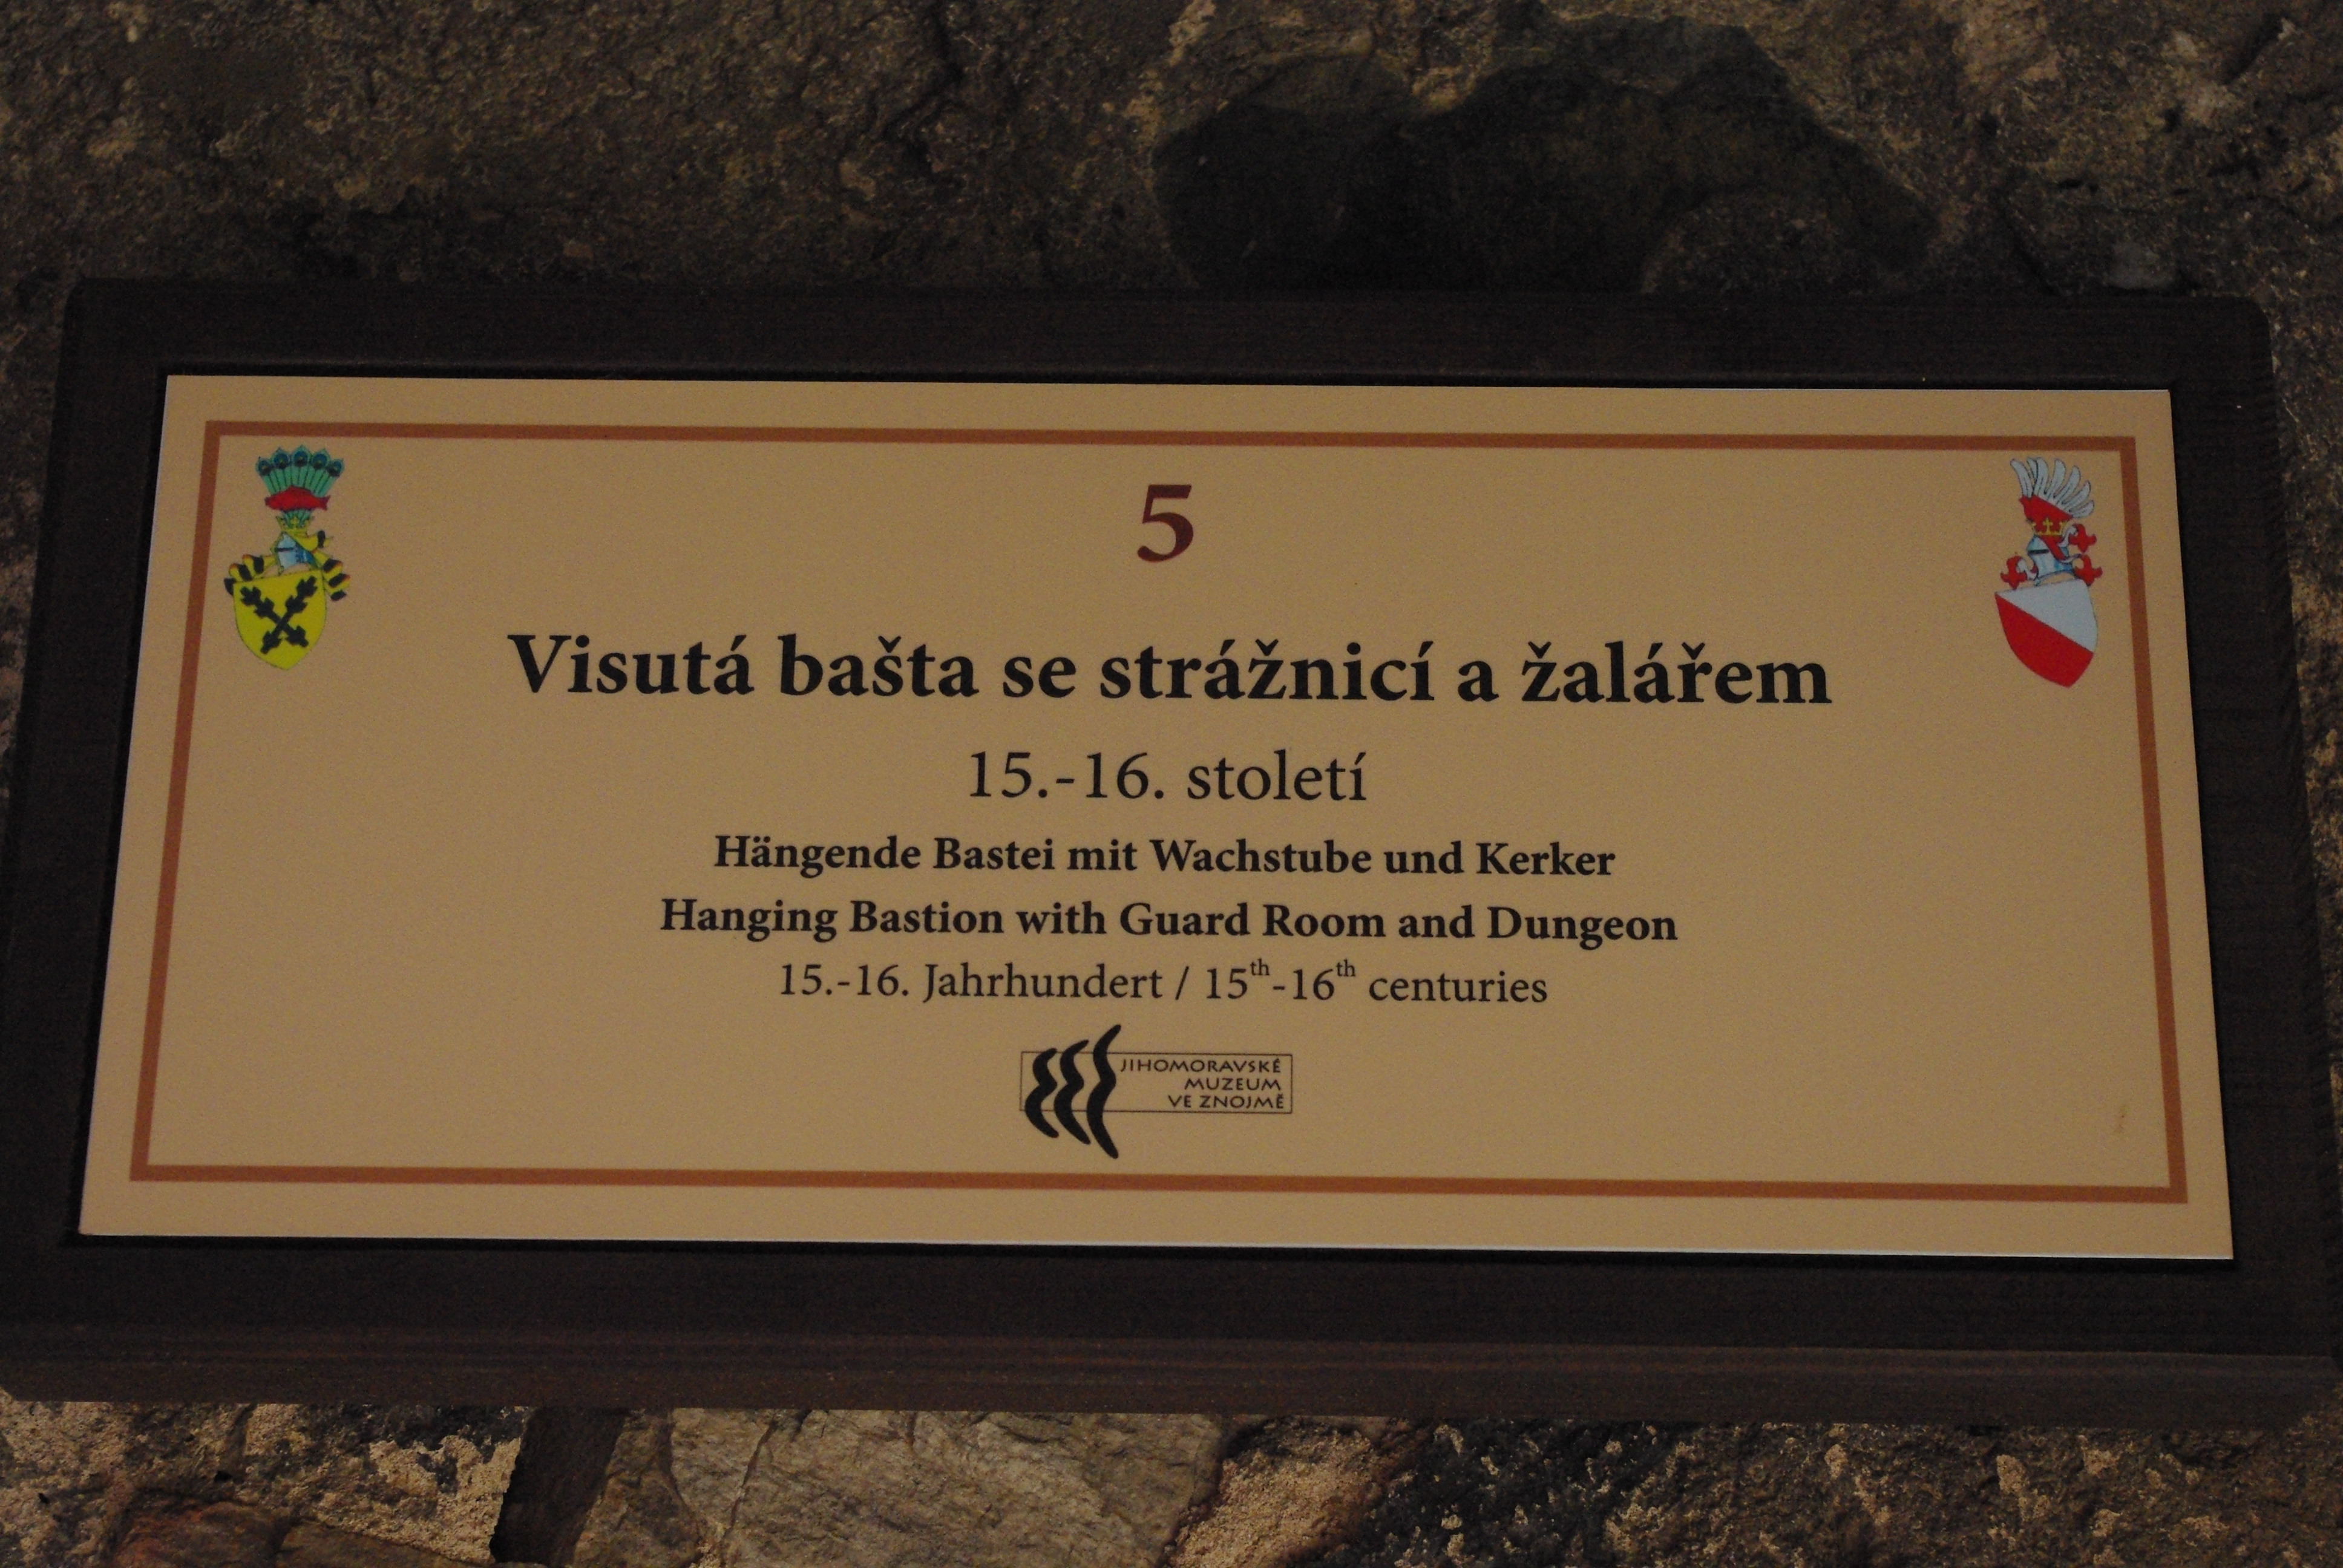 5
Visutá bašta se strážnicí a žalářem
15.-16. století
Hängende Bastei mit Wachstube und Kerker
Hanging Bastion with Guard Room and Dungeon
15.-16. Jahrhundert / 15th-16th centuries
JIHOMORAVSKÉ
MUZEUM
VE ZNOJMĚ